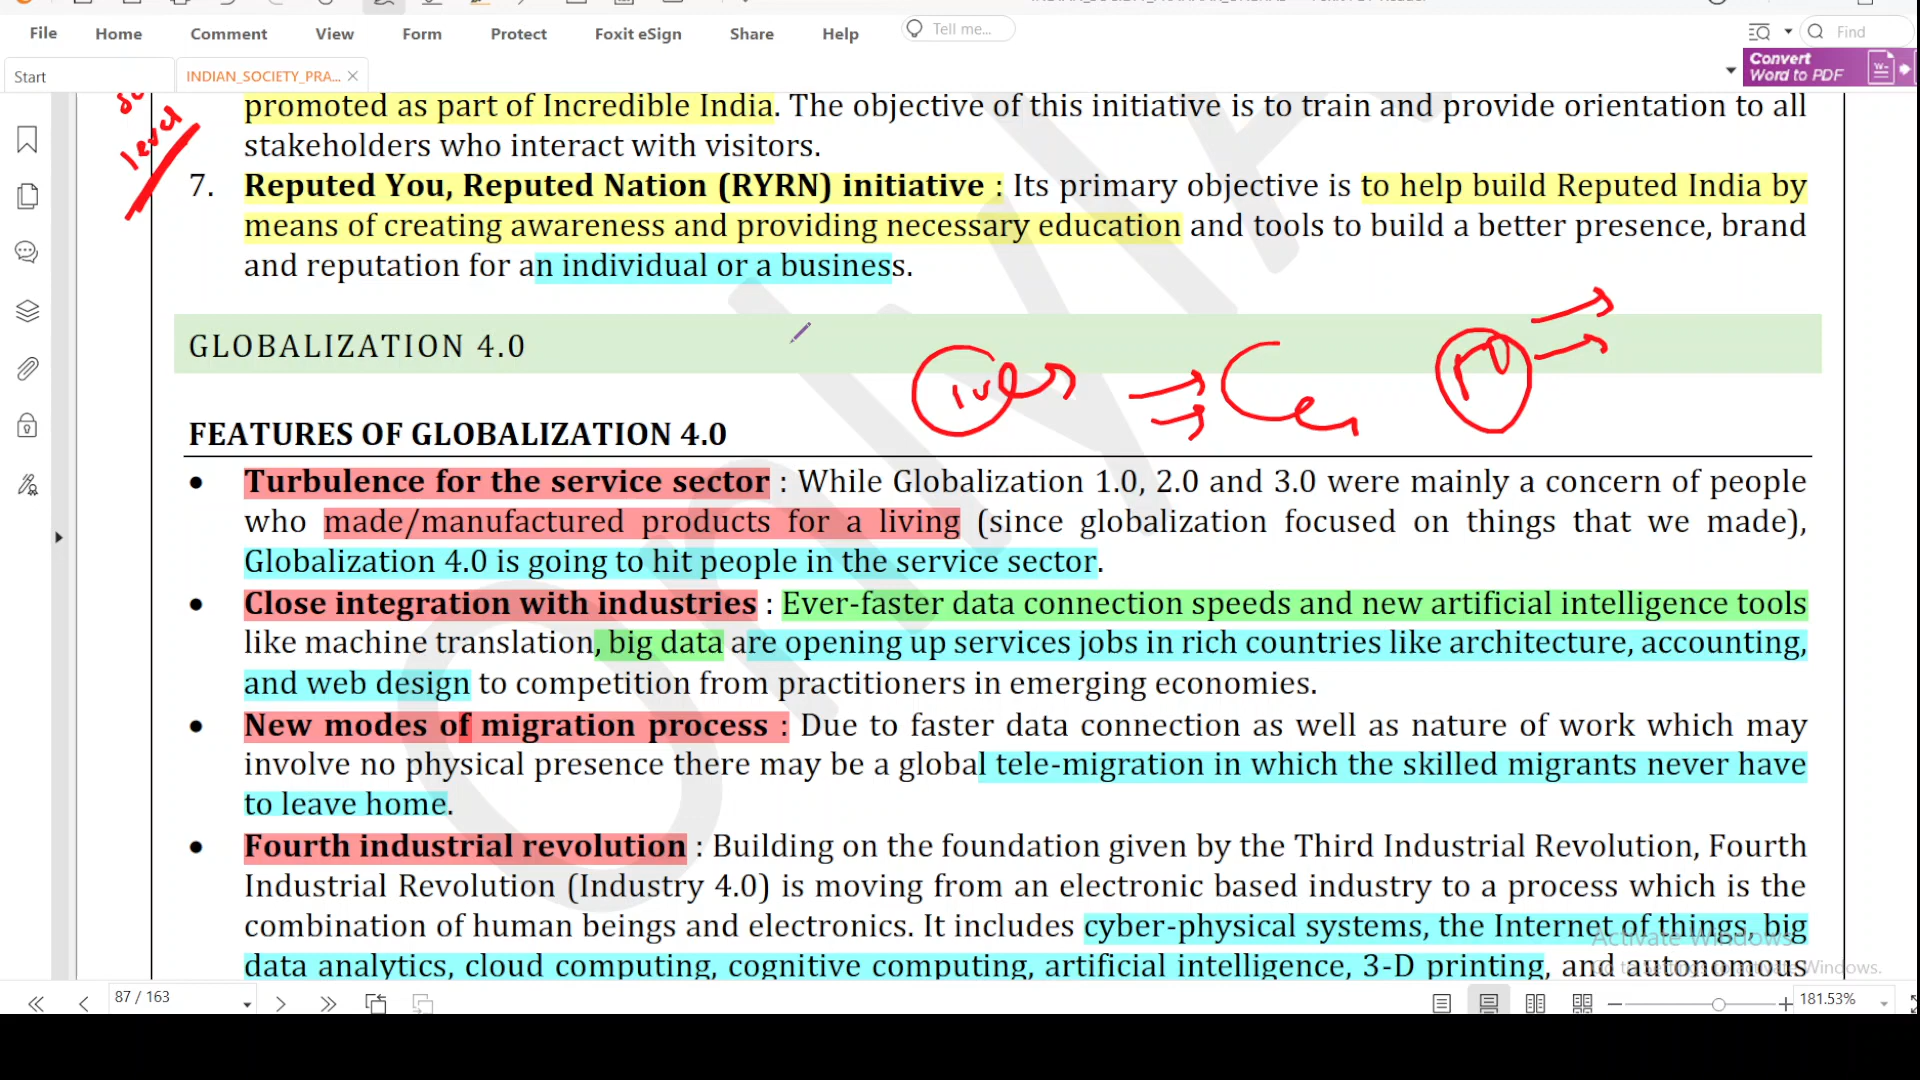 File Home Comment View Form Protect Foxit eSign Share Help Tell me... Find
Start INDIAN_SOCIETY_PRA... Convert Word to PDF
level
promoted as part of Incredible India. The objective of this initiative is to train and provide orientation to all
stakeholders who interact with visitors.
7. Reputed You, Reputed Nation (RYRN) initiative : Its primary objective is to help build Reputed India by
means of creating awareness and providing necessary education and tools to build a better presence, brand
and reputation for an individual or a business.
GLOBALIZATION 4.0
FEATURES OF GLOBALIZATION 4.0
• Turbulence for the service sector : While Globalization 1.0, 2.0 and 3.0 were mainly a concern of people
who made/manufactured products for a living (since globalization focused on things that we made),
Globalization 4.0 is going to hit people in the service sector.
• Close integration with industries : Ever-faster data connection speeds and new artificial intelligence tools
like machine translation, big data are opening up services jobs in rich countries like architecture, accounting,
and web design to competition from practitioners in emerging economies.
• New modes of migration process : Due to faster data connection as well as nature of work which may
involve no physical presence there may be a global tele-migration in which the skilled migrants never have
to leave home.
• Fourth industrial revolution : Building on the foundation given by the Third Industrial Revolution, Fourth
Industrial Revolution (Industry 4.0) is moving from an electronic based industry to a process which is the
combination of human beings and electronics. It includes cyber-physical systems, the Internet of things, big
data analytics, cloud computing, cognitive computing, artificial intelligence, 3-D printing, and autonomous
Activate Windows
Go to Settings to activate Windows.
87 / 163 181.53%